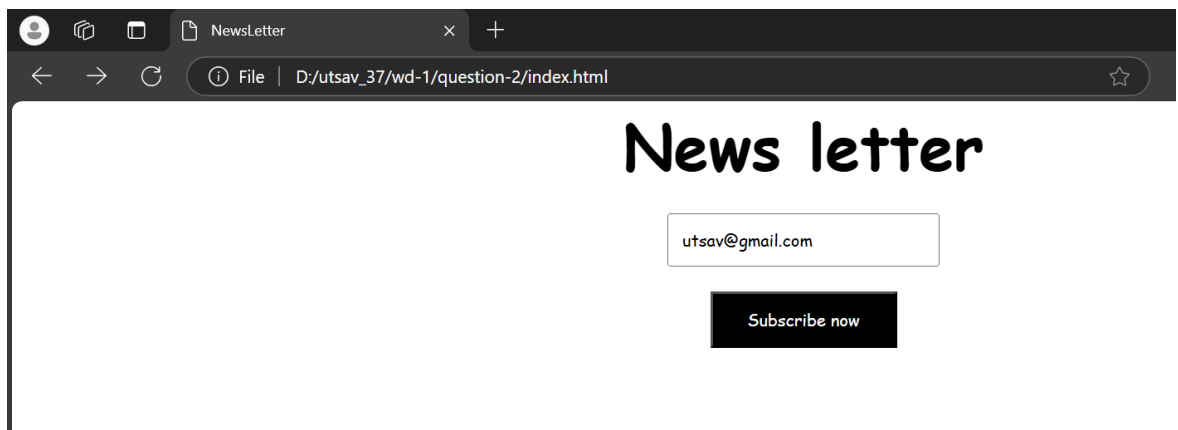 NewsLetter
File | D:/utsav_37/wd-1/question-2/index.html
News letter
utsav@gmail.com
Subscribe now